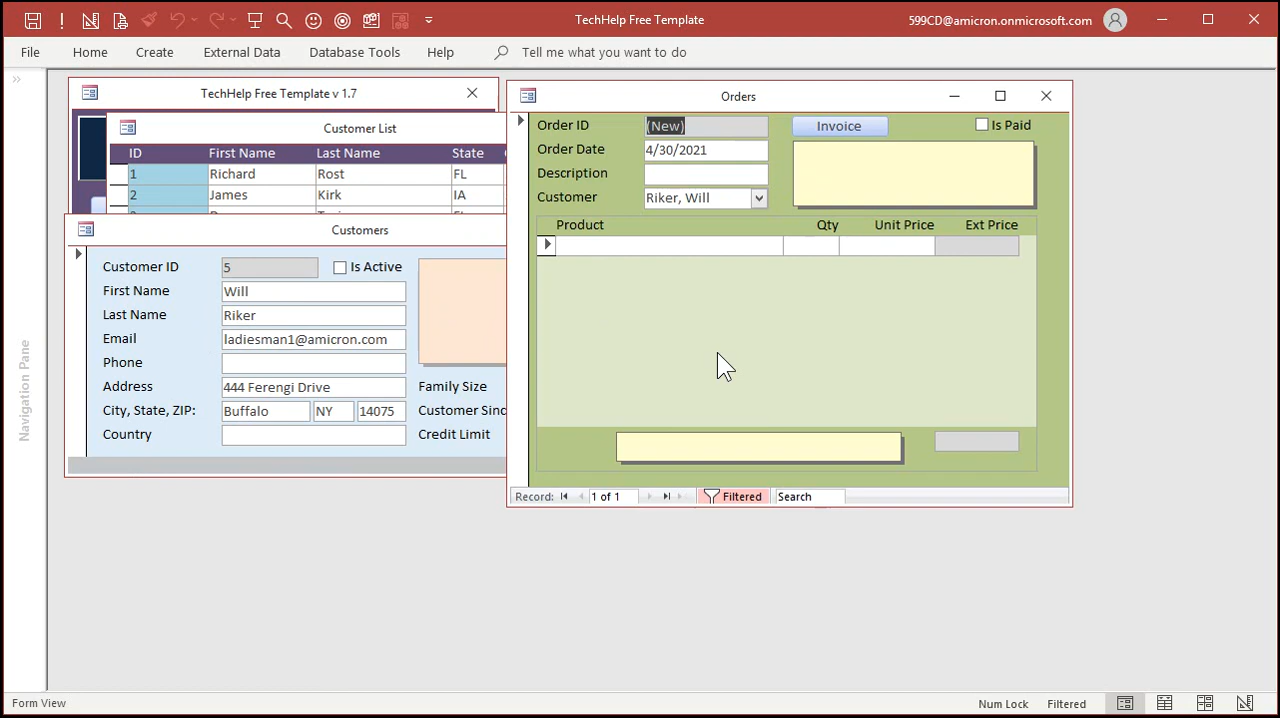 TechHelp Free Template
599CD@amicron.onmicrosoft.com
File Home Create External Data Database Tools Help Tell me what you want to do
Navigation Pane
TechHelp Free Template v 1.7
Customer List
ID First Name Last Name State
1 Richard Rost FL
2 James Kirk IA
Customers
Customer ID 5 Is Active
First Name Will
Last Name Riker
Email ladiesman1@amicron.com
Phone
Address 444 Ferengi Drive Family Size
City, State, ZIP: Buffalo NY 14075 Customer Sinc
Country Credit Limit
Orders
Order ID (New) Invoice Is Paid
Order Date 4/30/2021
Description
Customer Riker, Will
Product Qty Unit Price Ext Price
Record: 1 of 1 Filtered Search
Form View Num Lock Filtered